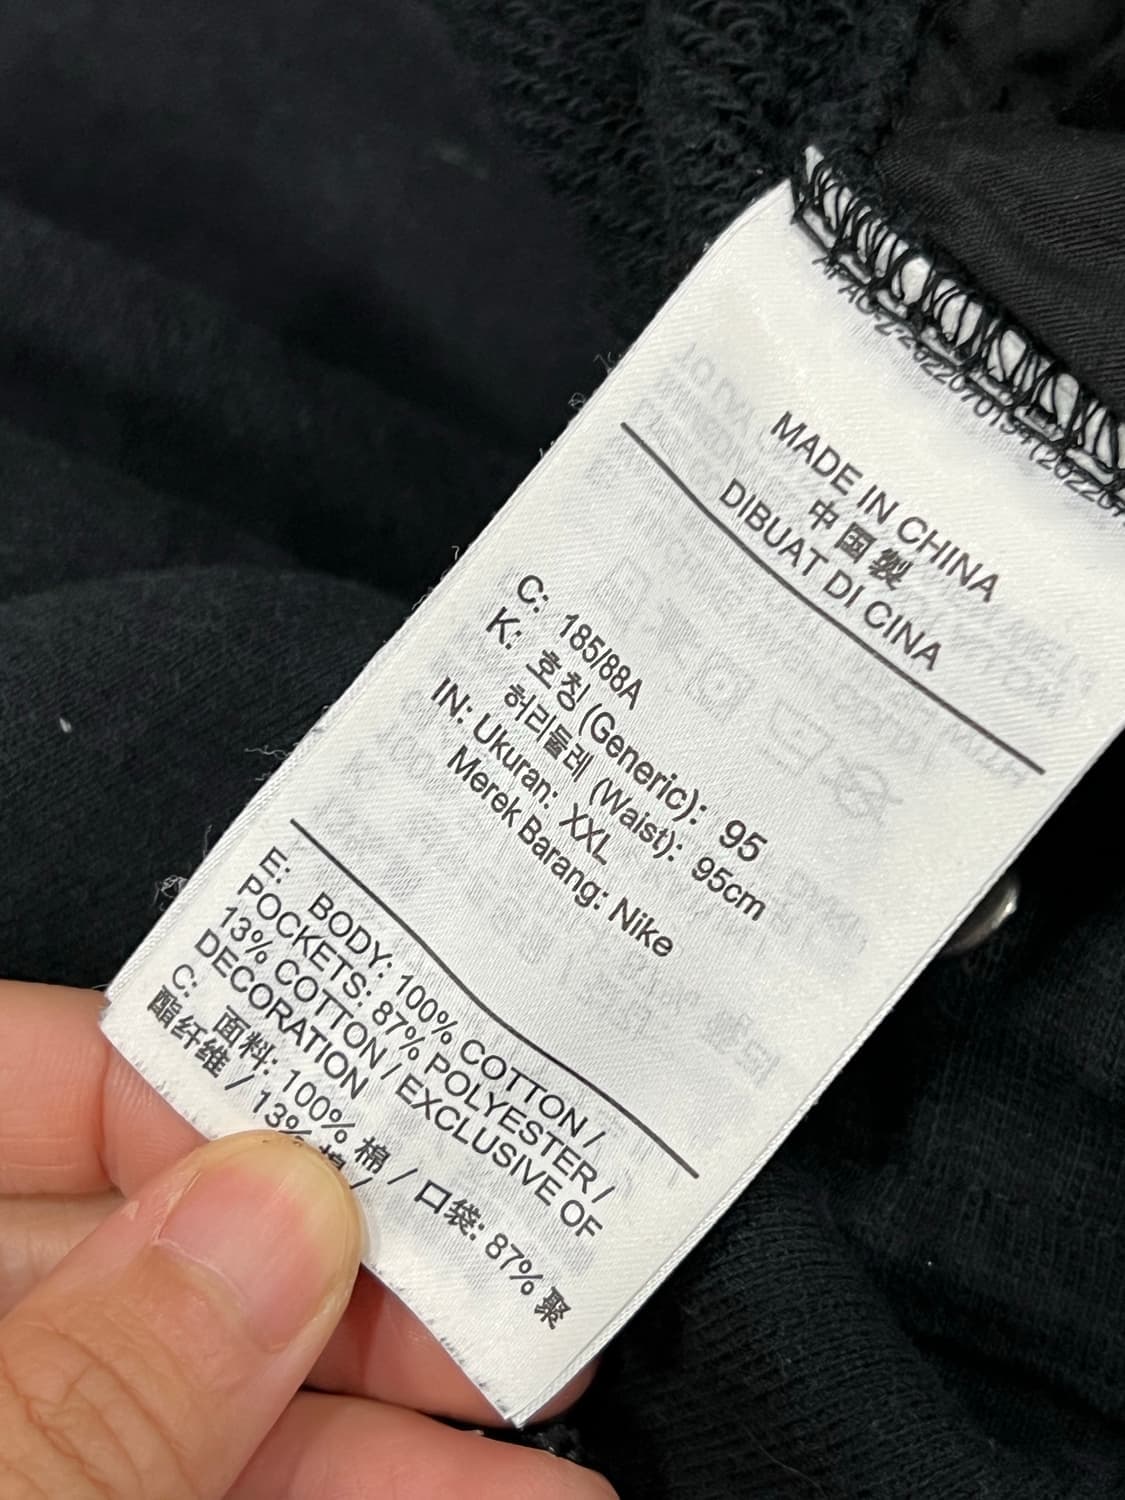 MADE IN CHINA
中国製
DIBUAT DI CINA
C: 185/88A
K: 호칭 (Generic): 95
허리둘레 (Waist): 95cm
IN: Ukuran: XXL
Merek Barang: Nike
E: BODY: 100% COTTON /
POCKETS: 87% POLYESTER /
13% COTTON / EXCLUSIVE OF
DECORATION
C: 面料: 100% 棉 / 口袋: 87% 聚
酯纤维 / 13% 棉 /